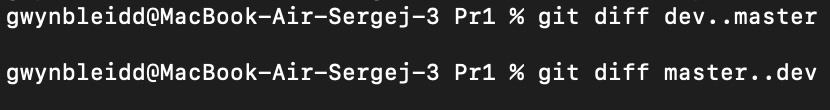 gwynbleidd@MacBook-Air-Sergej-3 Pr1 % git diff dev..master
gwynbleidd@MacBook-Air-Sergej-3 Pr1 % git diff master..dev